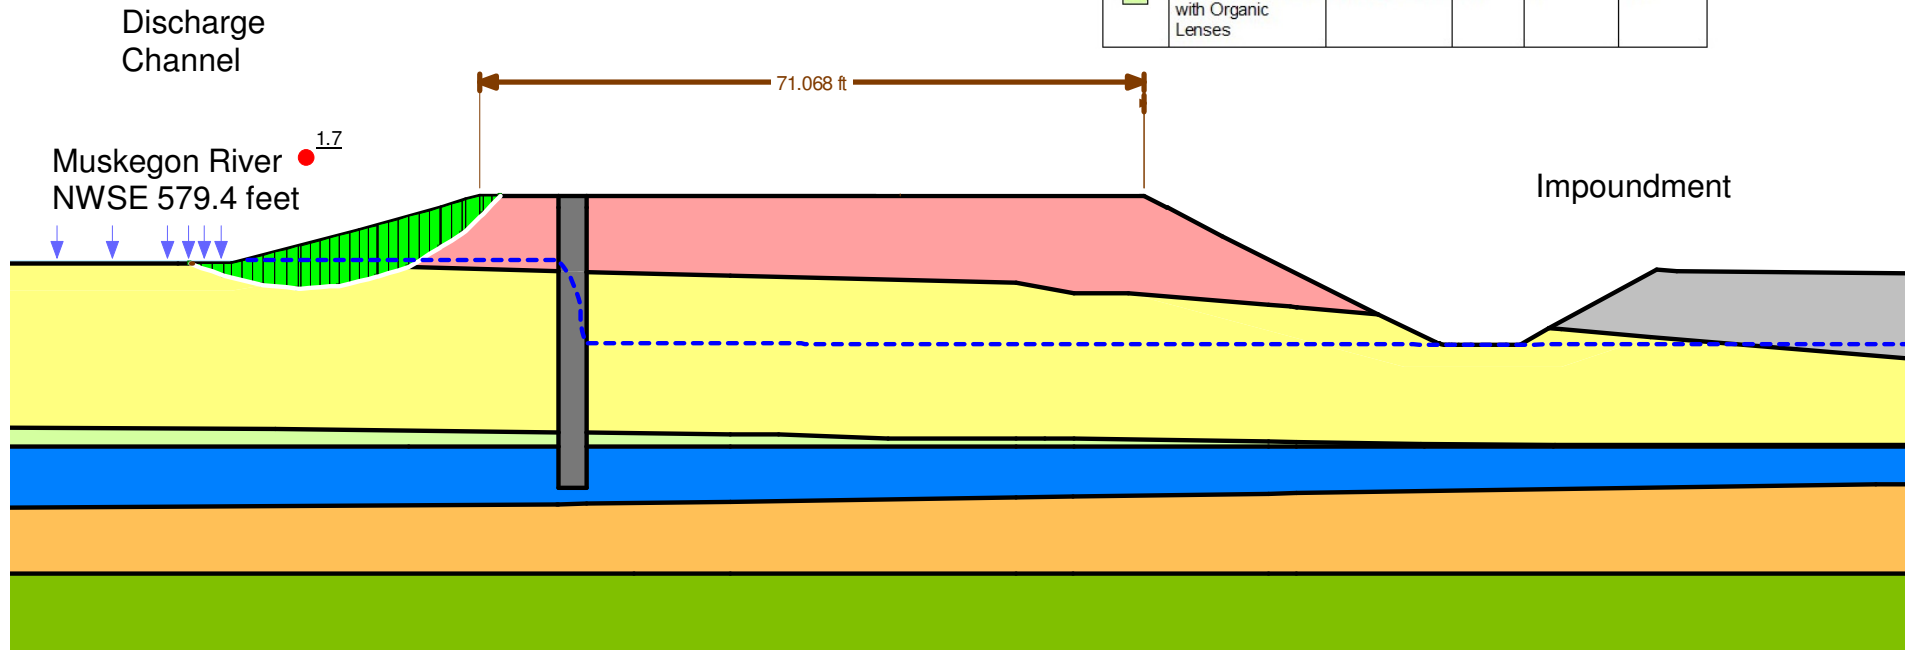 with Organic
Lenses
Discharge
Channel
71.068 ft
1.7
Muskegon River
NWSE 579.4 feet
Impoundment